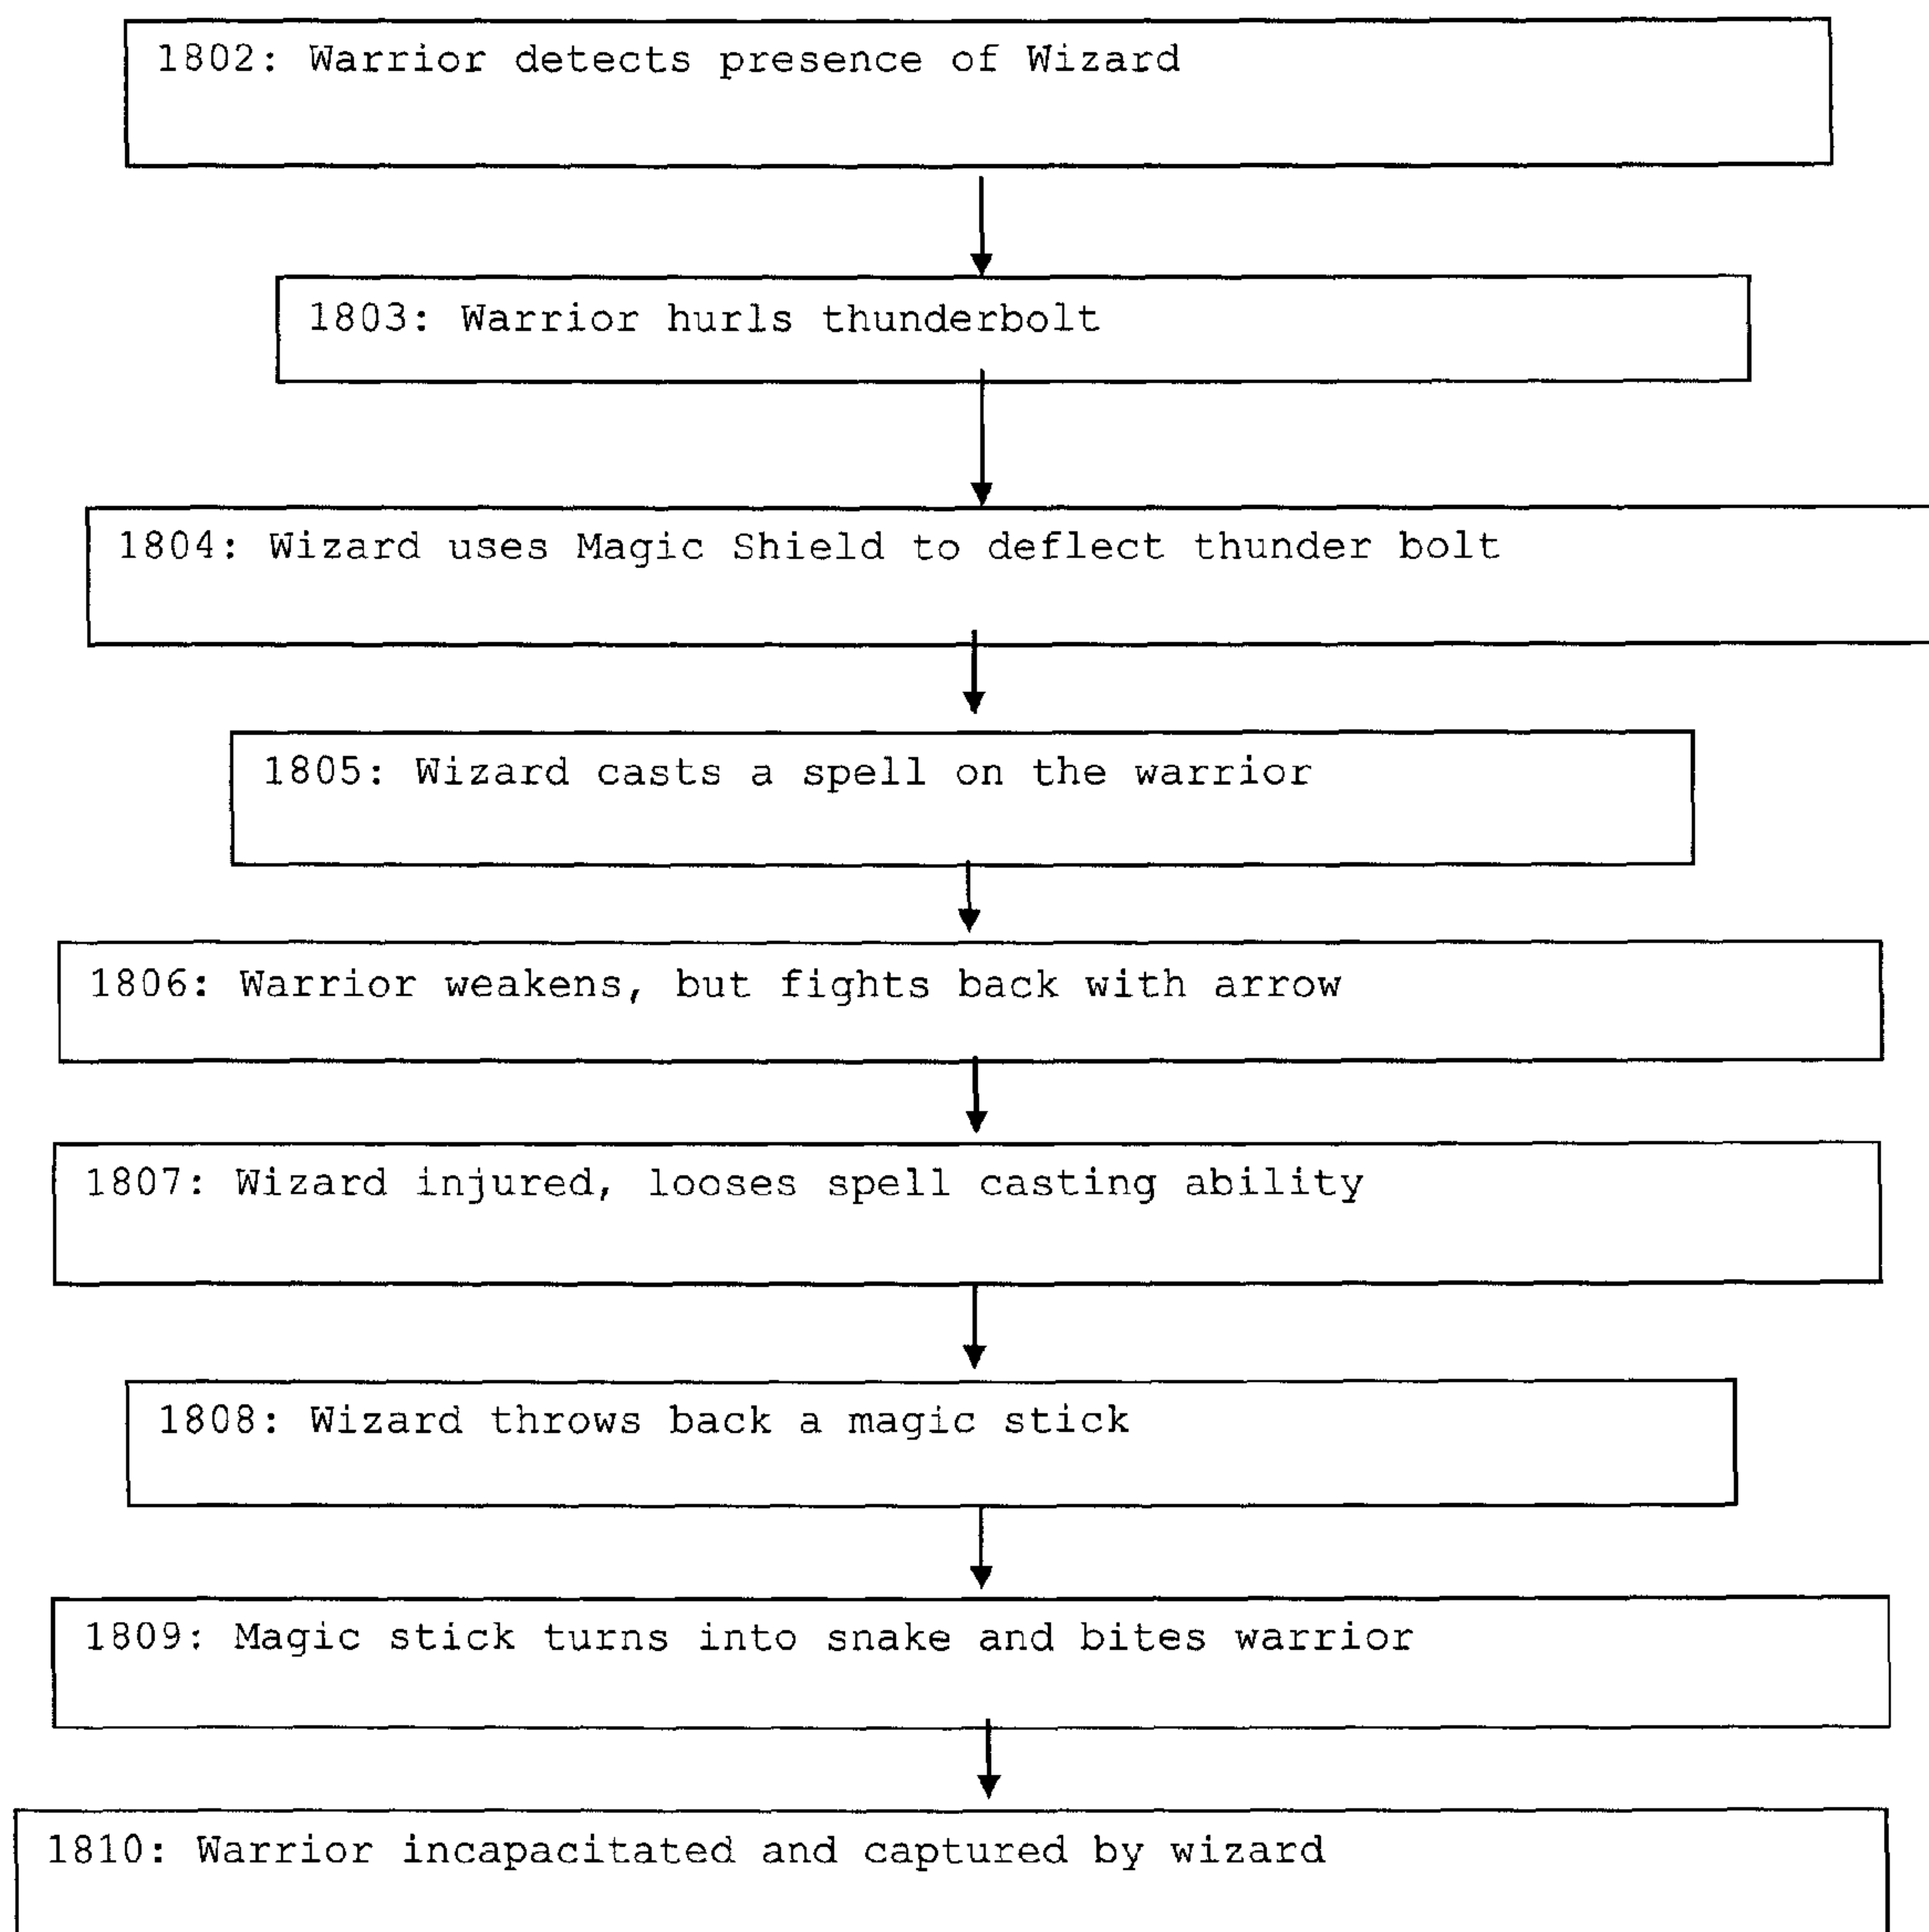 1802: Warrior detects presence of Wizard
1803: Warrior hurls thunderbolt
1804: Wizard uses Magic Shield to deflect thunder bolt
1805: Wizard casts a spell on the warrior
1806: Warrior weakens, but fights back with arrow
1807: Wizard injured, looses spell casting ability
1808: Wizard throws back a magic stick
1809: Magic stick turns into snake and bites warrior
1810: Warrior incapacitated and captured by wizard